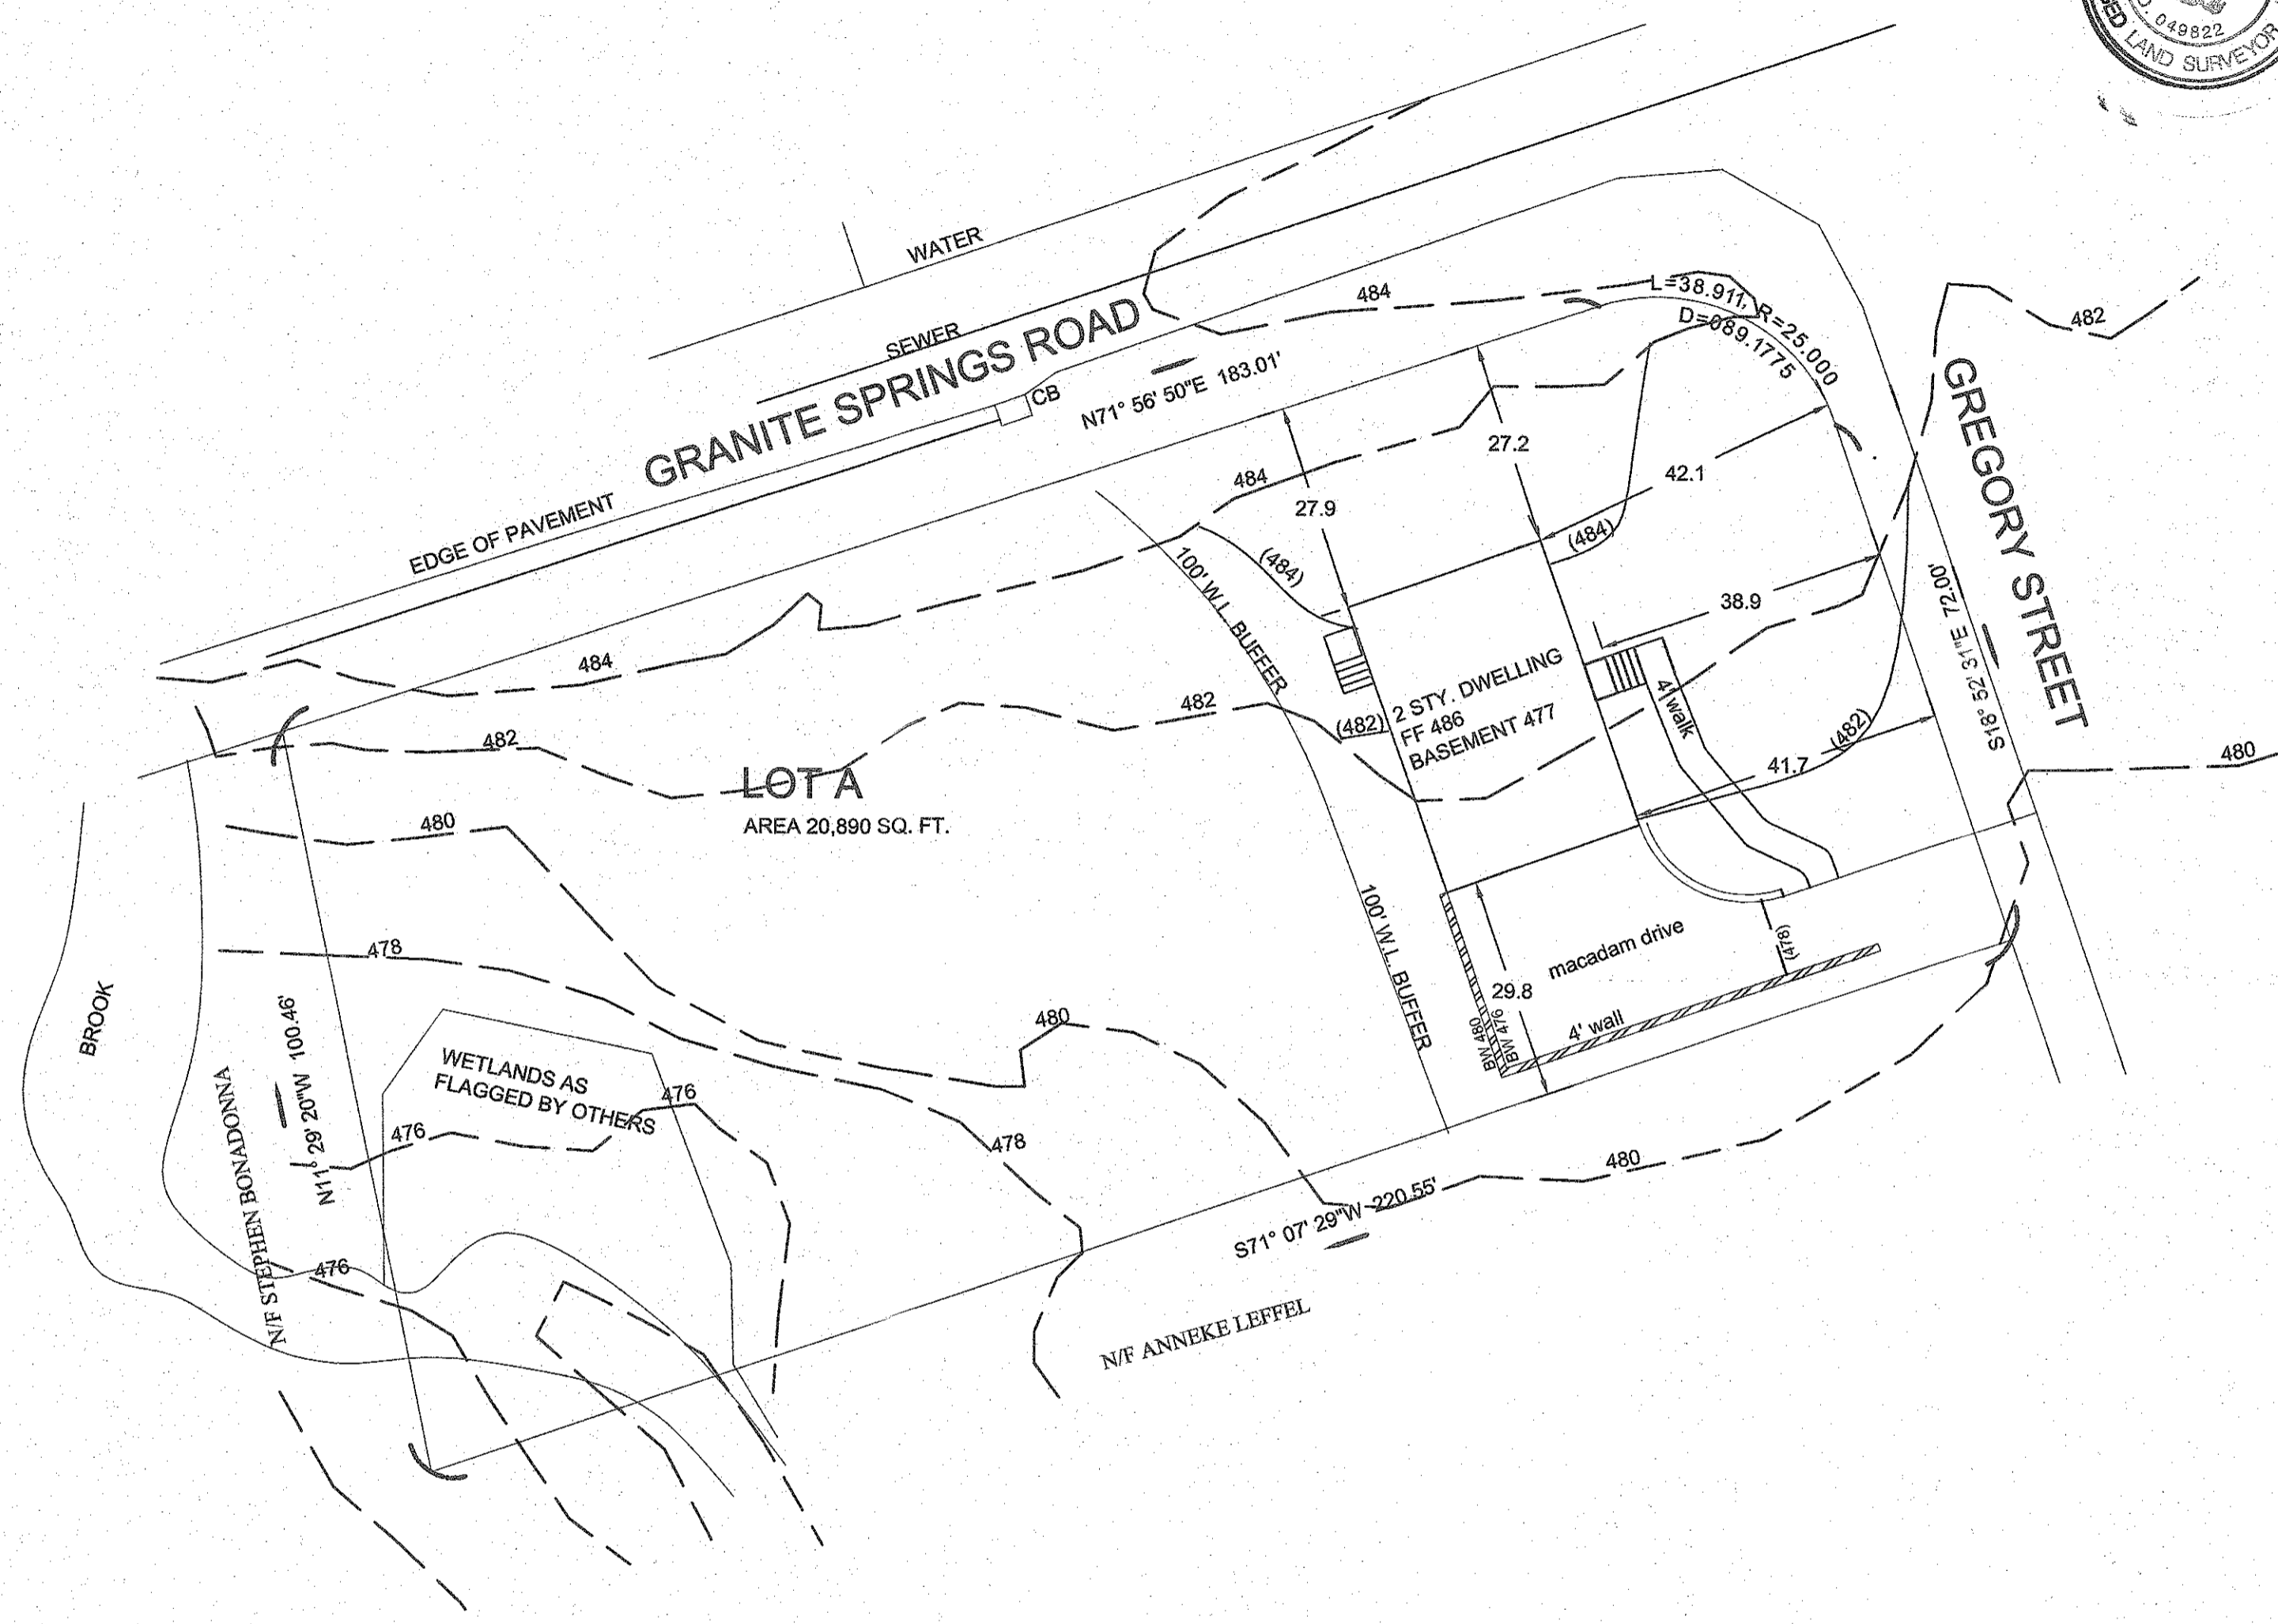 049822
LAND SURVEYOR
WATER
SEWER
GRANITE SPRINGS ROAD
CB
EDGE OF PAVEMENT
N71° 56' 50"E 183.01'
484
L=38.911, R=25.000
D=089.1775
482
GREGORY STREET
S18° 52' 31"E 72.00'
480
484
27.9
27.2
42.1
(484)
(484)
38.9
100' W.L. BUFFER
484
482
482
(482)
2 STY. DWELLING
FF 486
BASEMENT 477
4' walk
(482)
41.7
LOT A
AREA 20,890 SQ. FT.
480
478
100' W.L. BUFFER
macadam drive
(478)
29.8
BW 480
BW 476
4' wall
BROOK
N/F STEPHEN BONADONNA
N11° 29' 20"W 100.46'
WETLANDS AS
FLAGGED BY OTHERS
476
476
476
480
478
480
S71° 07' 29"W 220.55'
N/F ANNEKE LEFFEL